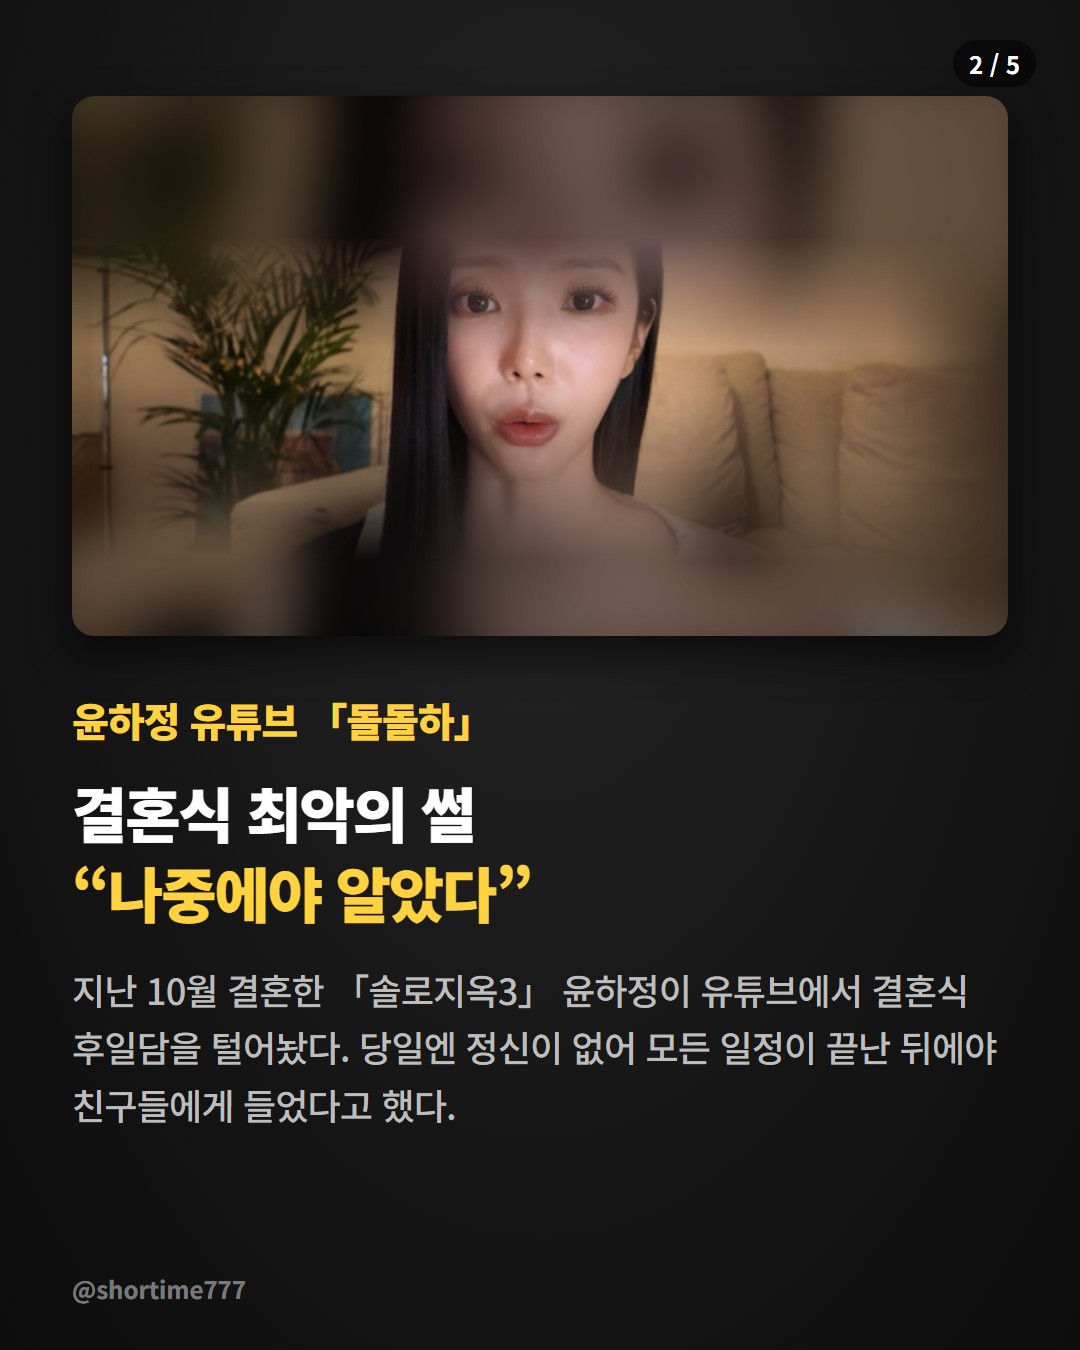 2 / 5
윤하정 유튜브 「돌돌하」
결혼식 최악의 썰
“나중에야 알았다”
지난 10월 결혼한 「솔로지옥3」 윤하정이 유튜브에서 결혼식
후일담을 털어놨다. 당일엔 정신이 없어 모든 일정이 끝난 뒤에야
친구들에게 들었다고 했다.
@shortime777